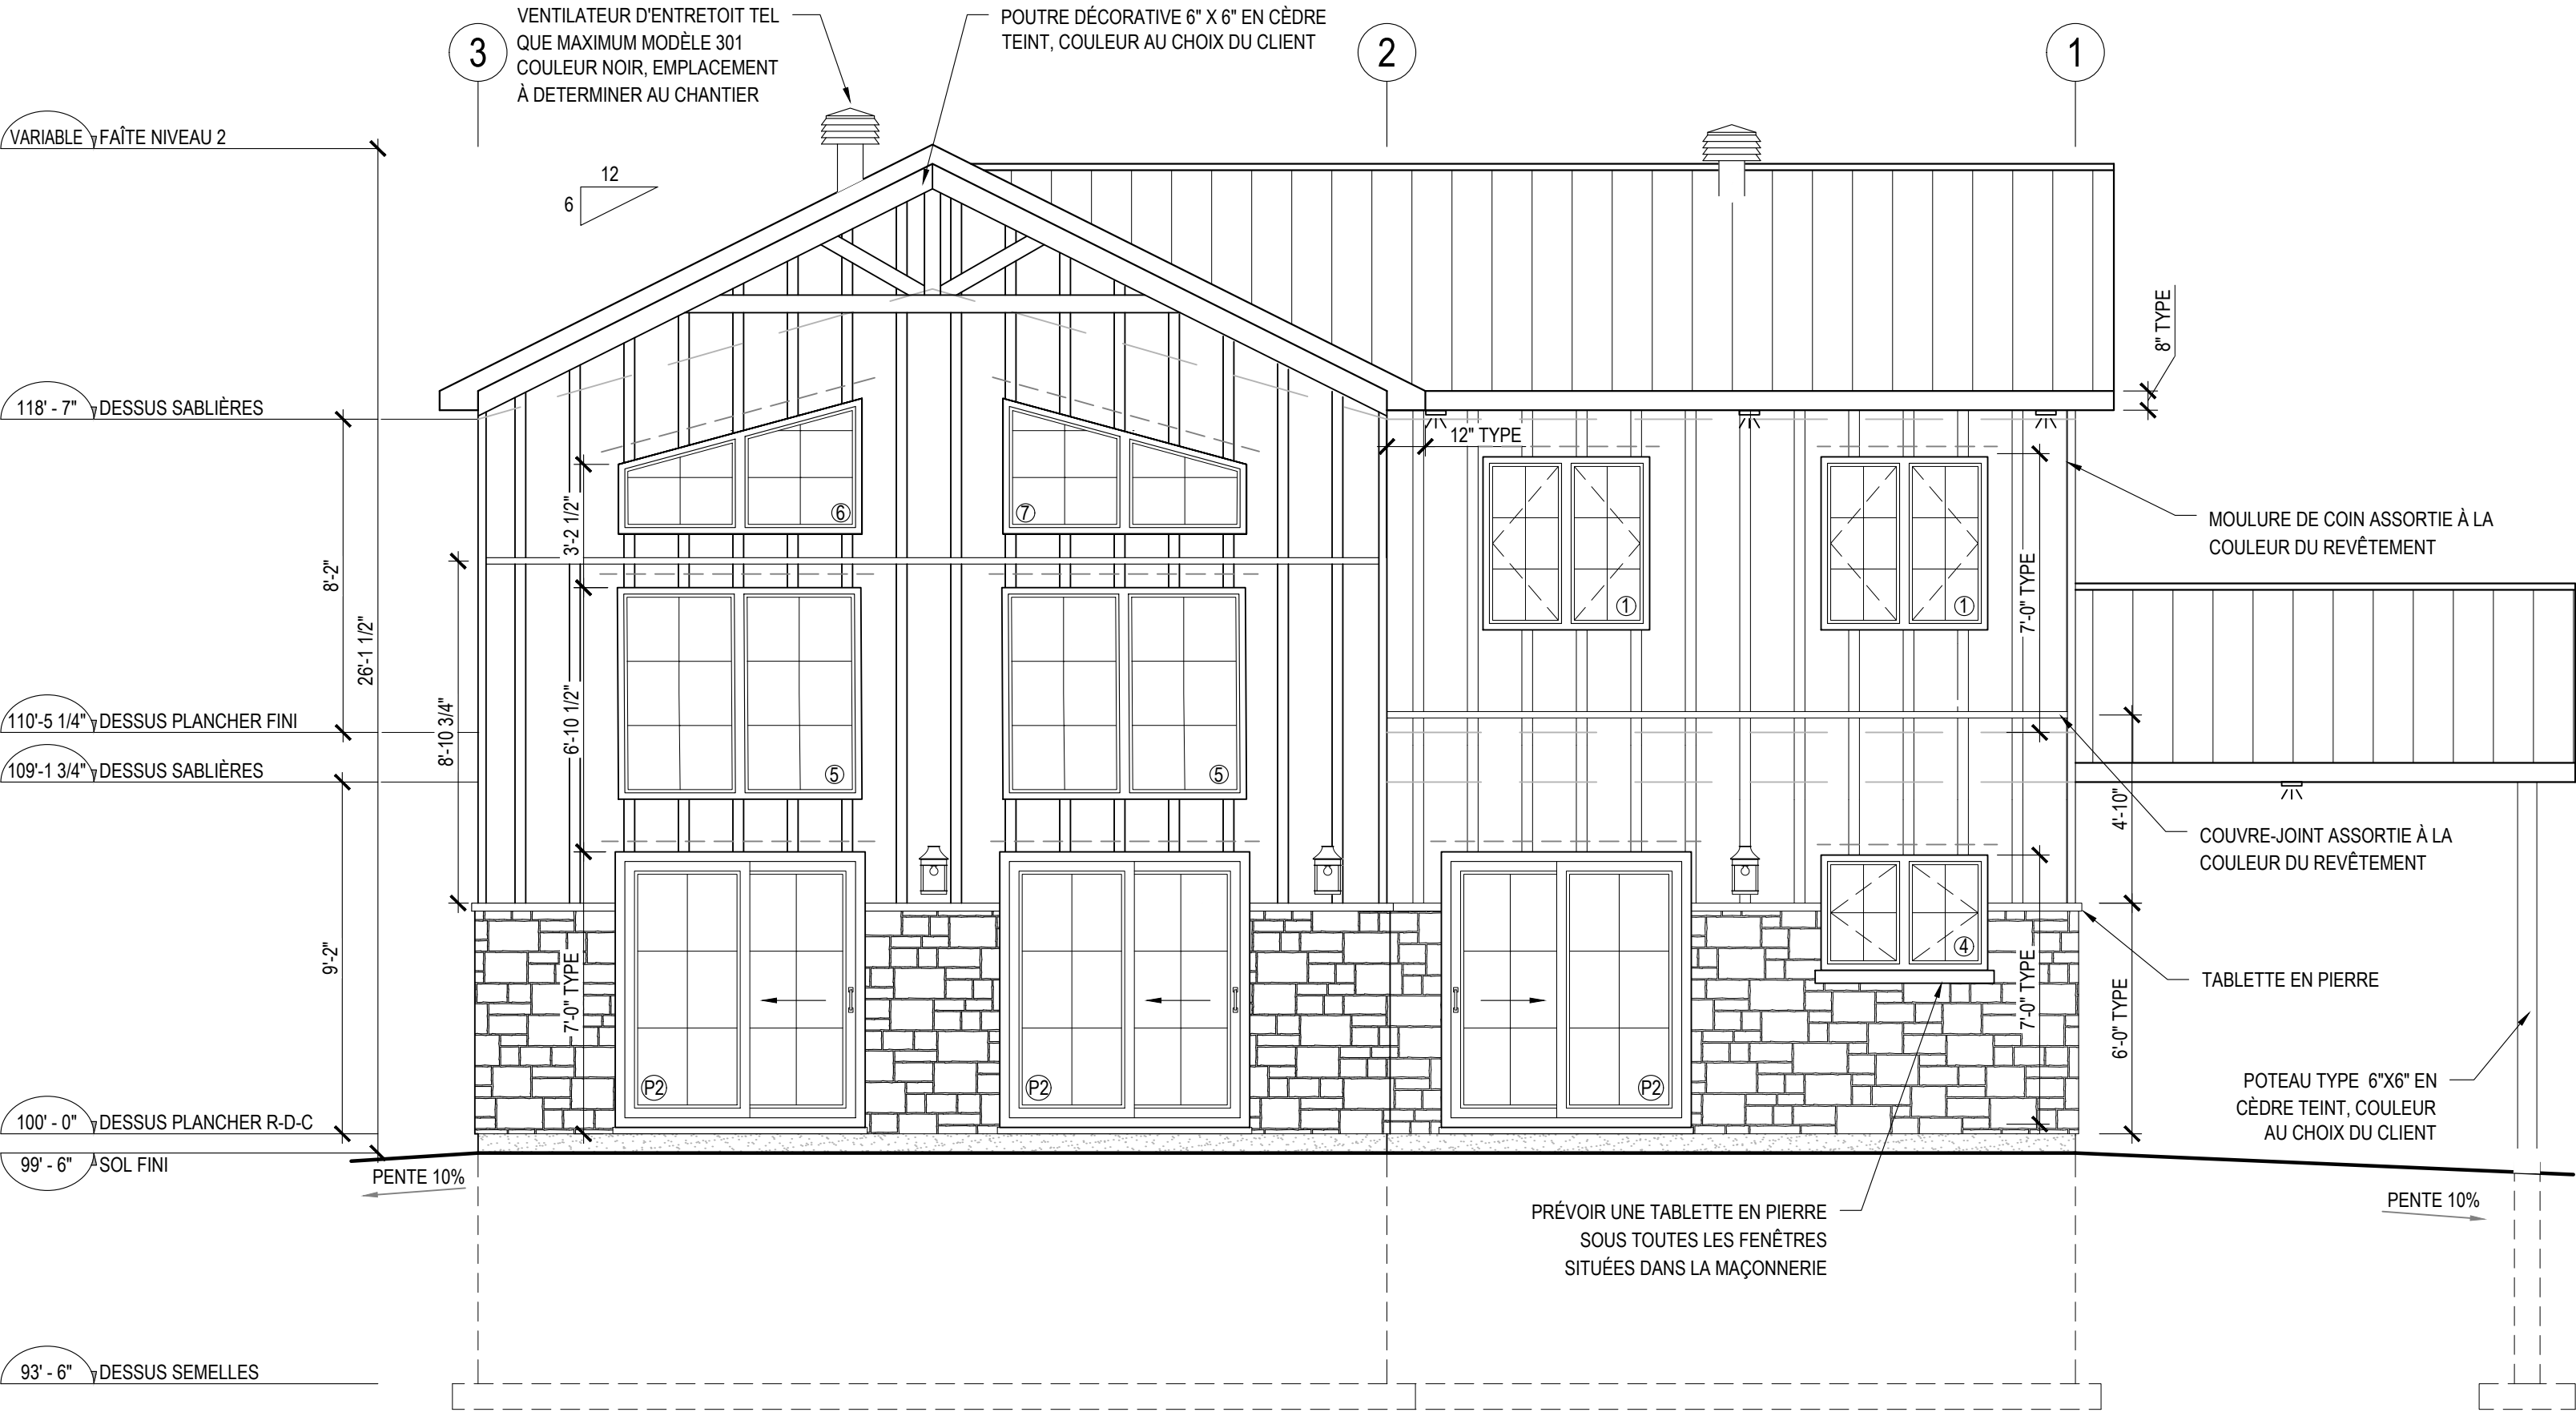 VENTILATEUR D'ENTRETOIT TEL
QUE MAXIMUM MODÈLE 301
COULEUR NOIR, EMPLACEMENT
À DETERMINER AU CHANTIER
POUTRE DÉCORATIVE 6" X 6" EN CÈDRE
TEINT, COULEUR AU CHOIX DU CLIENT
3
2
1
VARIABLE FAÎTE NIVEAU 2
12
6
8" TYPE
118' - 7" DESSUS SABLIÈRES
12" TYPE
3'-2 1/2"
6
7
MOULURE DE COIN ASSORTIE À LA
COULEUR DU REVÊTEMENT
8'-2"
26'-1 1/2"
1
1
7'-0" TYPE
110'-5 1/4" DESSUS PLANCHER FINI
8'-10 3/4"
6'-10 1/2"
109'-1 3/4" DESSUS SABLIÈRES
5
5
4'-10"
COUVRE-JOINT ASSORTIE À LA
COULEUR DU REVÊTEMENT
9'-2"
7'-0" TYPE
4
7'-0" TYPE
TABLETTE EN PIERRE
6'-0" TYPE
P2
P2
P2
POTEAU TYPE 6"X6" EN
CÈDRE TEINT, COULEUR
AU CHOIX DU CLIENT
100' - 0" DESSUS PLANCHER R-D-C
99' - 6" SOL FINI
PENTE 10%
PENTE 10%
PRÉVOIR UNE TABLETTE EN PIERRE
SOUS TOUTES LES FENÊTRES
SITUÉES DANS LA MAÇONNERIE
93' - 6" DESSUS SEMELLES